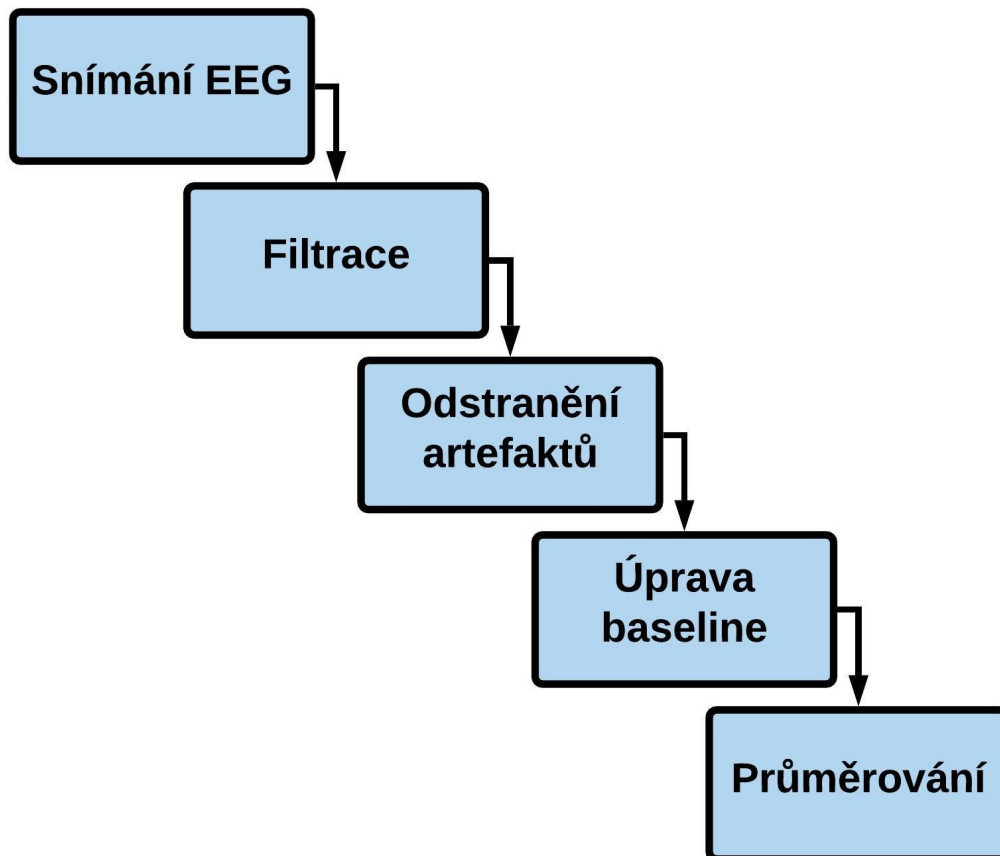 Snímání EEG
Filtrace
Odstranění
artefaktů
Úprava
baseline
Průměrování